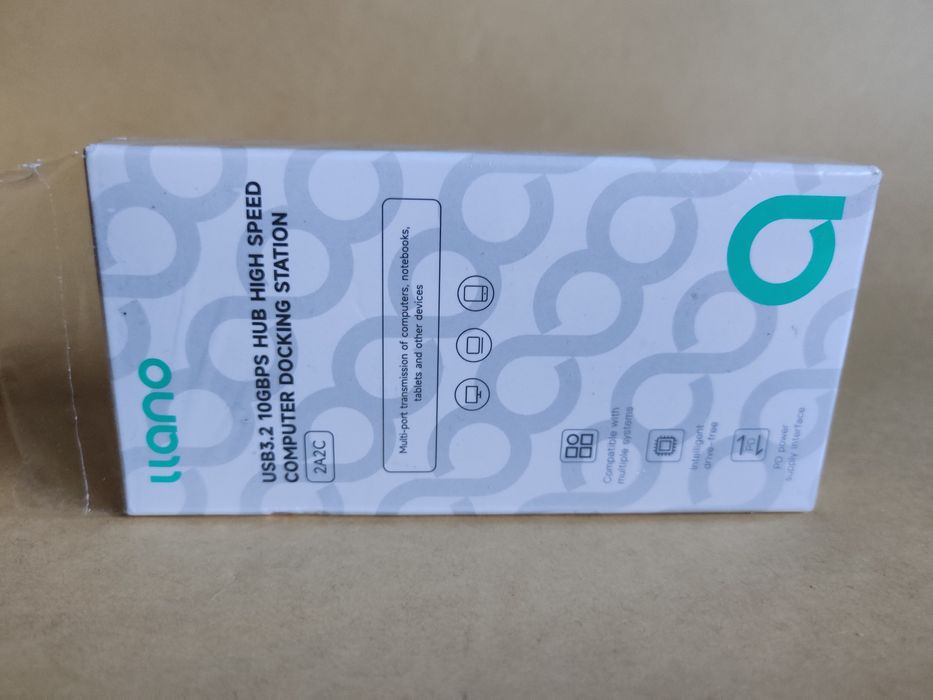 llano
USB3.2 10GBPS HUB HIGH SPEED
COMPUTER DOCKING STATION
2A2C
Multi-port transmission of computers, notebooks,
tablets and other devices
Compatible with
multiple systems
Intelligent
drive-free
PD
PD power
supply interface